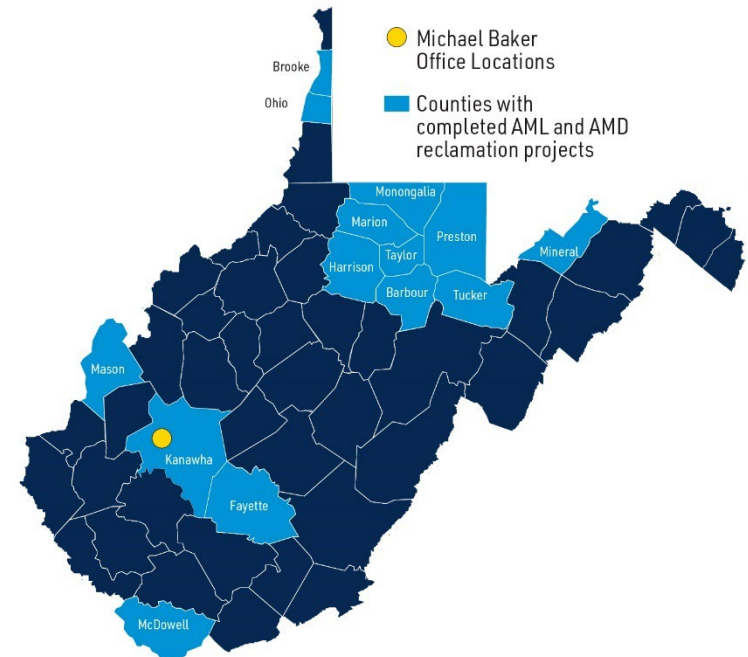 Michael Baker
Office Locations
Counties with
completed AML and AMD
reclamation projects
Brooke
Ohio
Monongalia
Marion
Preston
Taylor
Mineral
Harrison
Barbour
Tucker
Mason
Kanawha
Fayette
McDowell